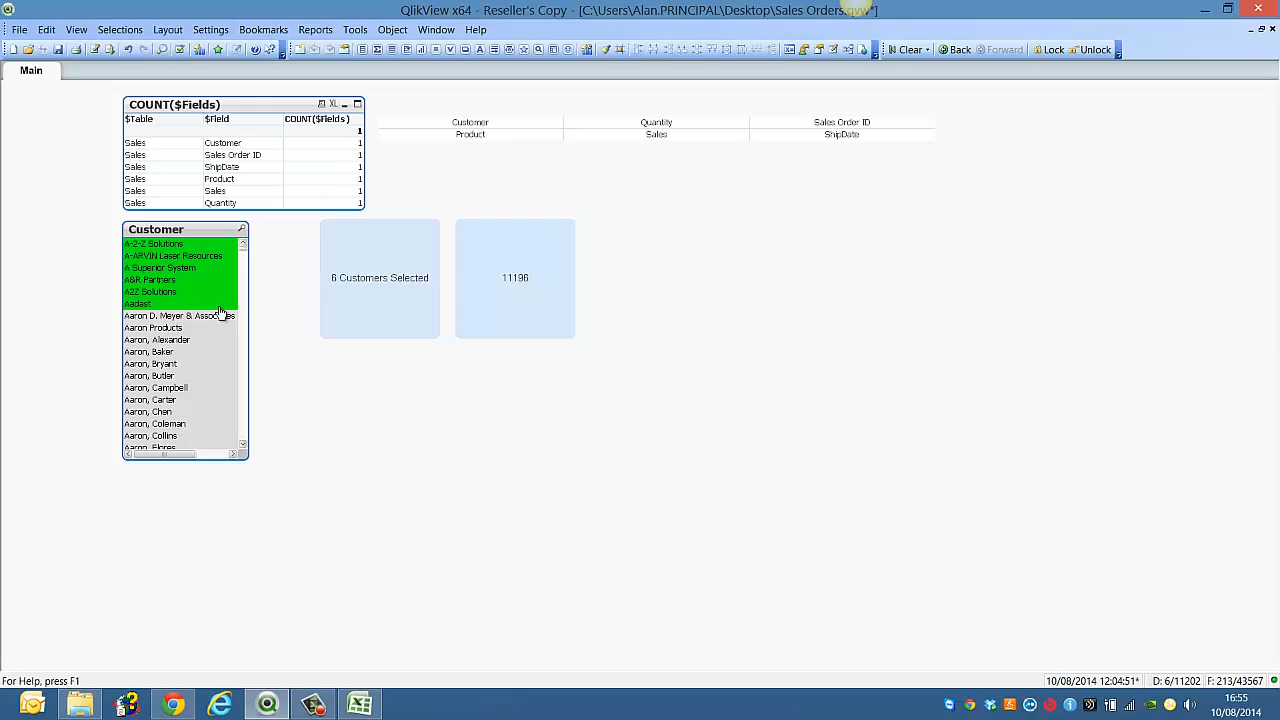 QlikView x64 - Reseller's Copy - [C:\Users\Alan.PRINCIPAL\Desktop\Sales Orders.qvw*]
File Edit View Selections Layout Settings Bookmarks Reports Tools Object Window Help
Clear Back Forward Lock Unlock
Main
COUNT($Fields) XL
$Table $Field COUNT($Fields )
1
Sales Customer 1
Sales Sales Order ID 1
Sales ShipDate 1
Sales Product 1
Sales Sales 1
Sales Quantity 1
Customer Quantity Sales Order ID
Product Sales ShipDate
Customer
A-2-Z Solutions
A-ARVIN Laser Resources
A Superior System
A&R Partners
A2Z Solutions
Aadast
Aaron D. Meyer & Associates
Aaron Products
Aaron, Alexander
Aaron, Baker
Aaron, Bryant
Aaron, Butler
Aaron, Campbell
Aaron, Carter
Aaron, Chen
Aaron, Coleman
Aaron, Collins
Aaron, Flores
6 Customers Selected
11196
For Help, press F1
10/08/2014 12:04:51* D: 6/11202 F: 213/43567
16:55
10/08/2014